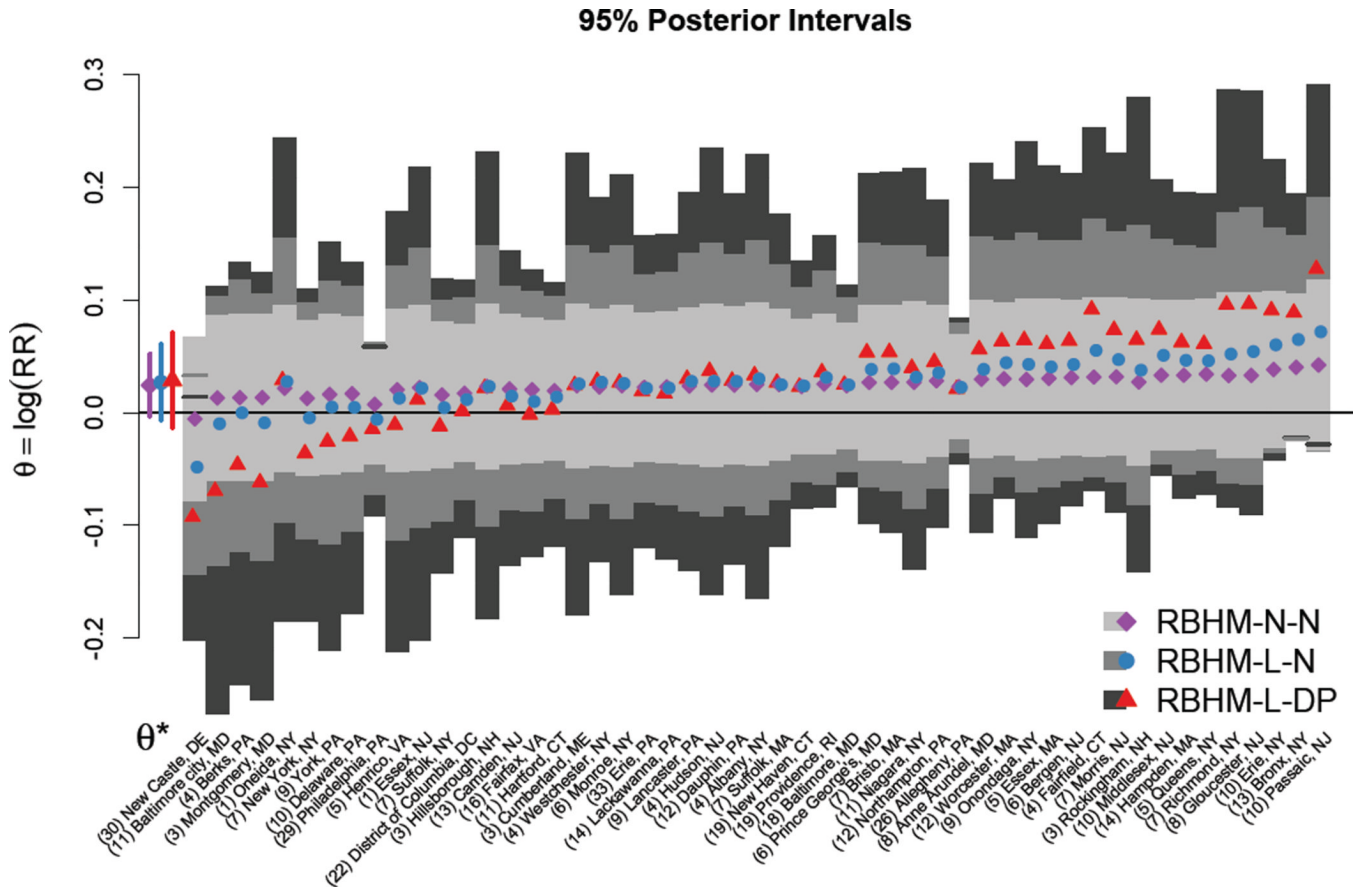 95% Posterior Intervals
θ = log(RR)
0.3
0.2
0.1
0.0
-0.1
-0.2
RBHM-N-N
RBHM-L-N
RBHM-L-DP
θ*
(30) New Castle, DE
(11) Baltimore city, MD
(4) Berks, PA
(3) Montgomery, MD
(1) Oneida, NY
(7) New York, NY
(9) York, PA
(10) Delaware, PA
(29) Philadelphia, PA
(5) Henrico, VA
(1) Essex, NJ
(7) Suffolk, NY
(22) District of Columbia, DC
(3) Hillsborough, NH
(13) Camden, NJ
(16) Fairfax, VA
(1) Hartford, CT
(3) Cumberland, ME
(4) Westchester, NY
(6) Monroe, NY
(33) Erie, PA
(14) Lackawanna, PA
(9) Lancaster, PA
(4) Hudson, NJ
(12) Dauphin, PA
(4) Albany, NY
(7) Suffolk, MA
(19) New Haven, CT
(19) Providence, RI
(18) Baltimore, MD
(6) Prince George's, MD
(7) Bristo, MA
(1) Niagara, NY
(12) Northampton, PA
(26) Allegheny, PA
(8) Anne Arundel, MD
(12) Worcester, MA
(9) Onondaga, NY
(5) Essex, MA
(6) Bergen, NJ
(4) Fairfield, CT
(7) Morris, NJ
(3) Rockingham, NH
(10) Middlesex, NJ
(14) Hampden, MA
(5) Queens, NY
(7) Richmond, NY
(8) Gloucester, NJ
(10) Erie, NY
(13) Bronx, NY
(10) Passaic, NJ